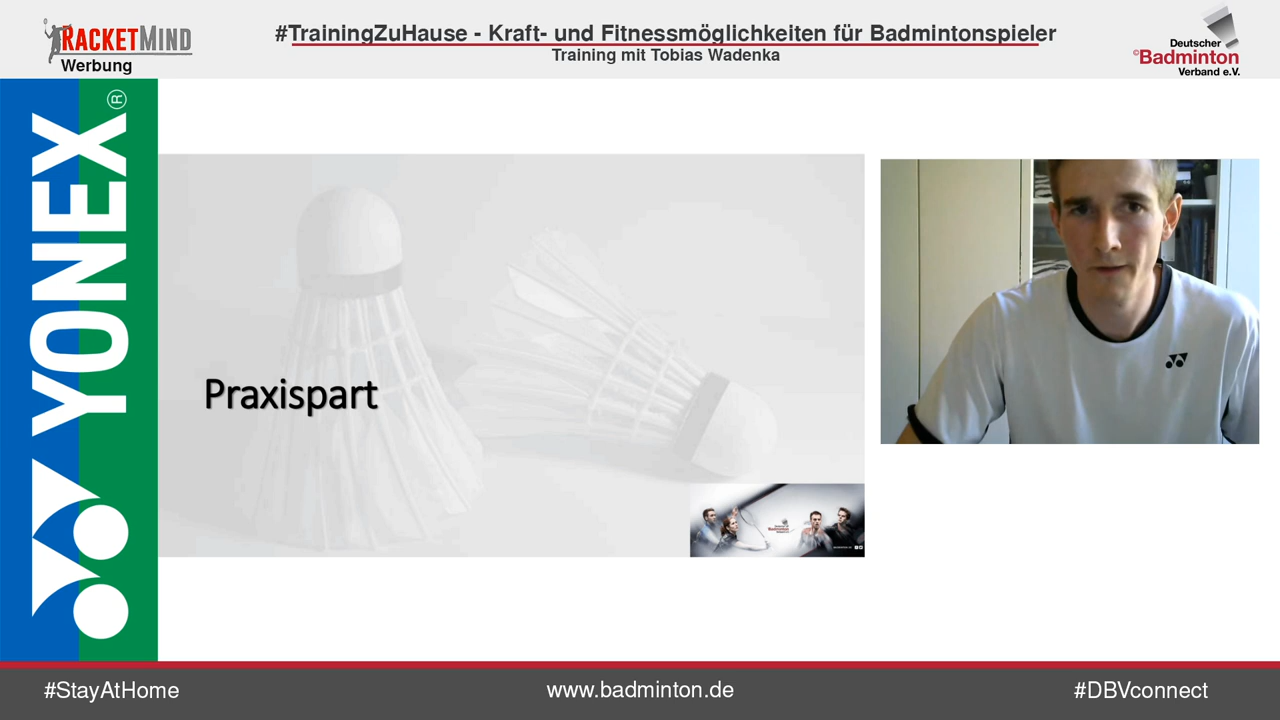 RACKETMIND
Werbung
#TrainingZuHause - Kraft- und Fitnessmöglichkeiten für Badmintonspieler
Training mit Tobias Wadenka
Deutscher
©Badminton
Verband e.V.
YONEX®
Praxispart
#StayAtHome
www.badminton.de
#DBVconnect